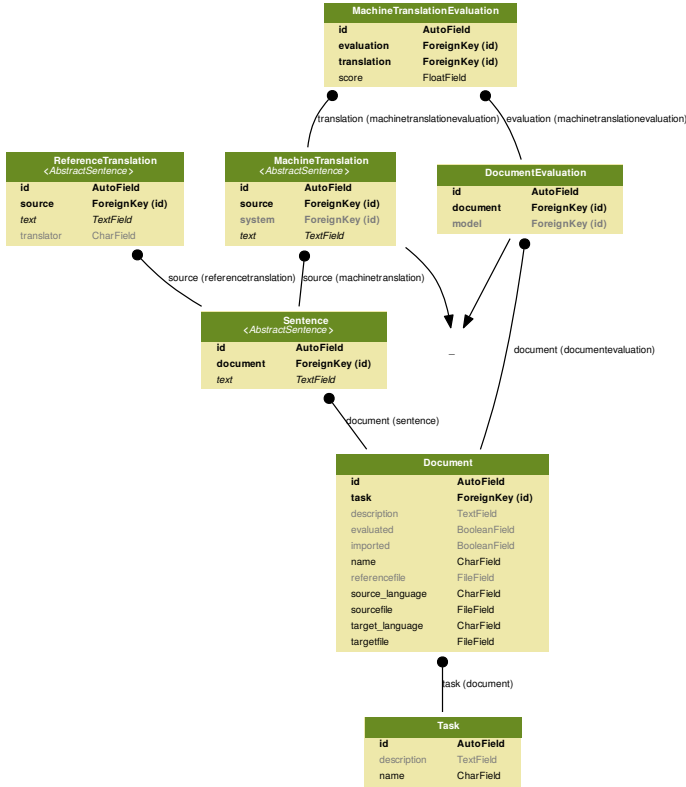 MachineTranslationEvaluation
id AutoField
evaluation ForeignKey (id)
translation ForeignKey (id)
score FloatField
translation (machinetranslationevaluation) evaluation (machinetranslationevaluation)
ReferenceTranslation
<AbstractSentence>
id AutoField
source ForeignKey (id)
text TextField
translator CharField
MachineTranslation
<AbstractSentence>
id AutoField
source ForeignKey (id)
system ForeignKey (id)
text TextField
DocumentEvaluation
id AutoField
document ForeignKey (id)
model ForeignKey (id)
source (referencetranslation) source (machinetranslation)
Sentence
<AbstractSentence>
id AutoField
document ForeignKey (id)
text TextField
_
document (documentevaluation)
document (sentence)
Document
id AutoField
task ForeignKey (id)
description TextField
evaluated BooleanField
imported BooleanField
name CharField
referencefile FileField
source_language CharField
sourcefile FileField
target_language CharField
targetfile FileField
task (document)
Task
id AutoField
description TextField
name CharField